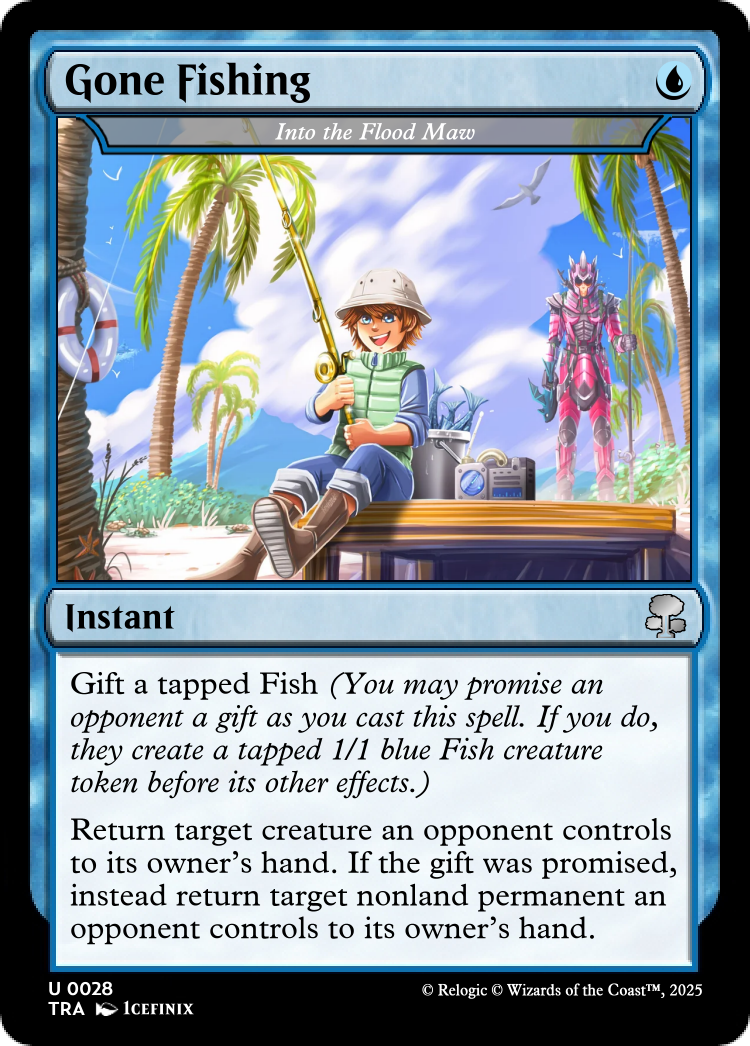 Gone Fishing
Into the Flood Maw
Instant
Gift a tapped Fish (You may promise an
opponent a gift as you cast this spell. If you do,
they create a tapped 1/1 blue Fish creature
token before its other effects.)
Return target creature an opponent controls
to its owner's hand. If the gift was promised,
instead return target nonland permanent an
opponent controls to its owner's hand.
U 0028
TRA Icefinix
© Relogic © Wizards of the Coast™, 2025